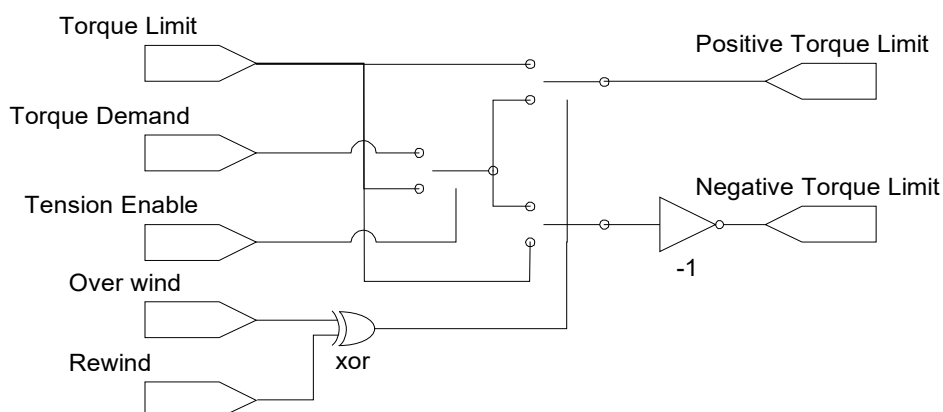 Torque Limit
Positive Torque Limit
Torque Demand
Tension Enable
Negative Torque Limit
-1
Over wind
xor
Rewind